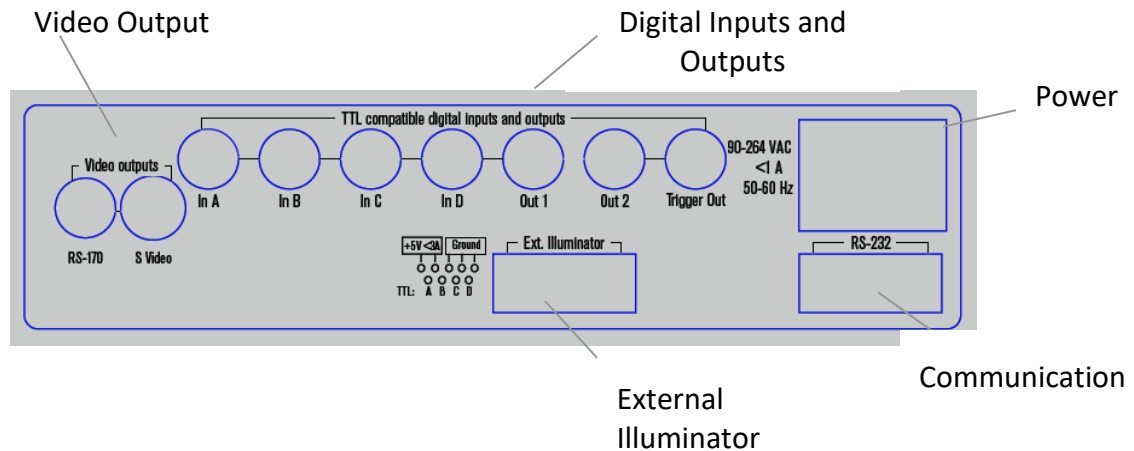 Video Output
Digital Inputs and
Outputs
Power
TTL compatible digital inputs and outputs
90-264 VAC
<1 A
50-60 Hz
Video outputs
In A
In B
In C
In D
Out 1
Out 2
Trigger Out
RS-170
S Video
+5V <3A
Ground
Ext. Illuminator
RS-232
TTL: A B C D
Communication
External
Illuminator